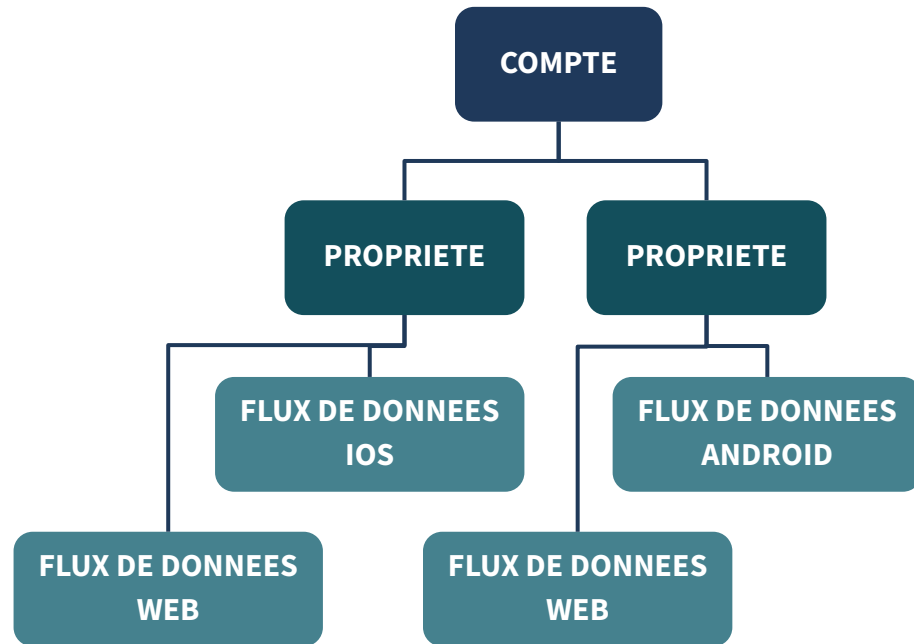 COMPTE
PROPRIETE
PROPRIETE
FLUX DE DONNEES
IOS
FLUX DE DONNEES
ANDROID
FLUX DE DONNEES
WEB
FLUX DE DONNEES
WEB